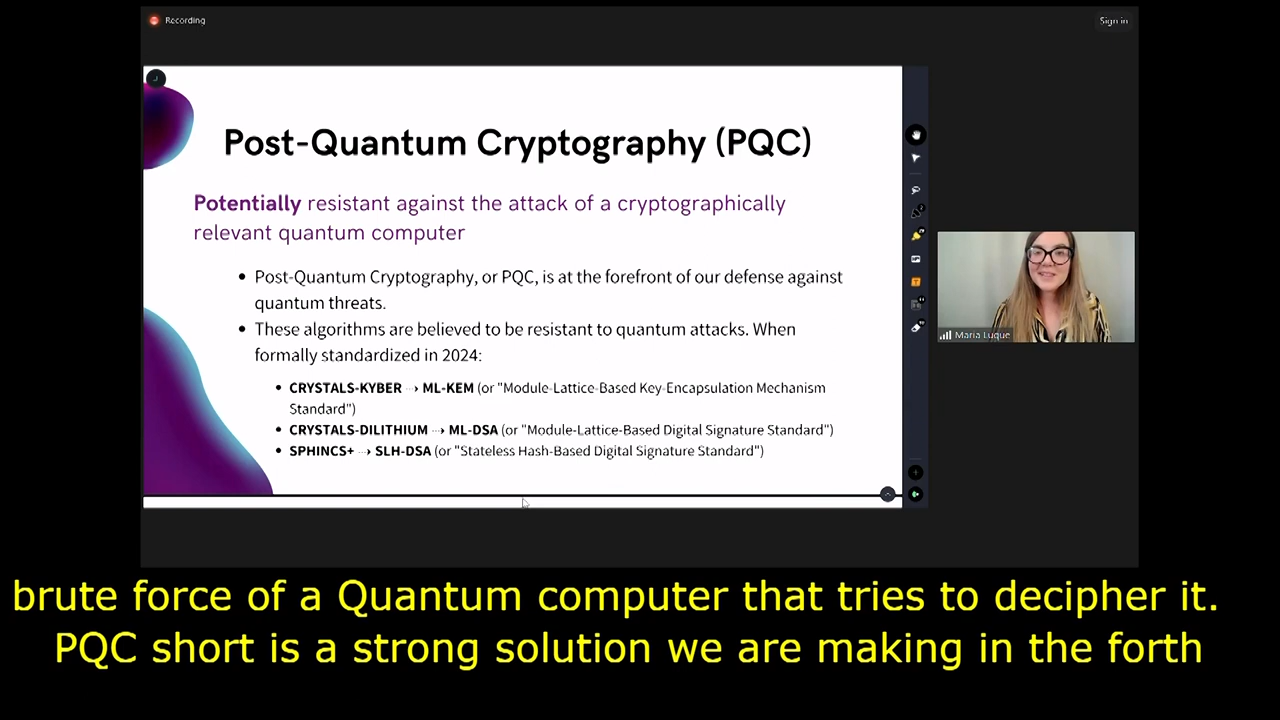 Recording
Sign in
Post-Quantum Cryptography (PQC)
Potentially resistant against the attack of a cryptographically
relevant quantum computer
• Post-Quantum Cryptography, or PQC, is at the forefront of our defense against
quantum threats.
• These algorithms are believed to be resistant to quantum attacks. When
formally standardized in 2024:
• CRYSTALS-KYBER ⇢ ML-KEM (or "Module-Lattice-Based Key-Encapsulation Mechanism
Standard")
• CRYSTALS-DILITHIUM ⇢ ML-DSA (or "Module-Lattice-Based Digital Signature Standard")
• SPHINCS+ ⇢ SLH-DSA (or "Stateless Hash-Based Digital Signature Standard")
Maria Luque
brute force of a Quantum computer that tries to decipher it.
PQC short is a strong solution we are making in the forth